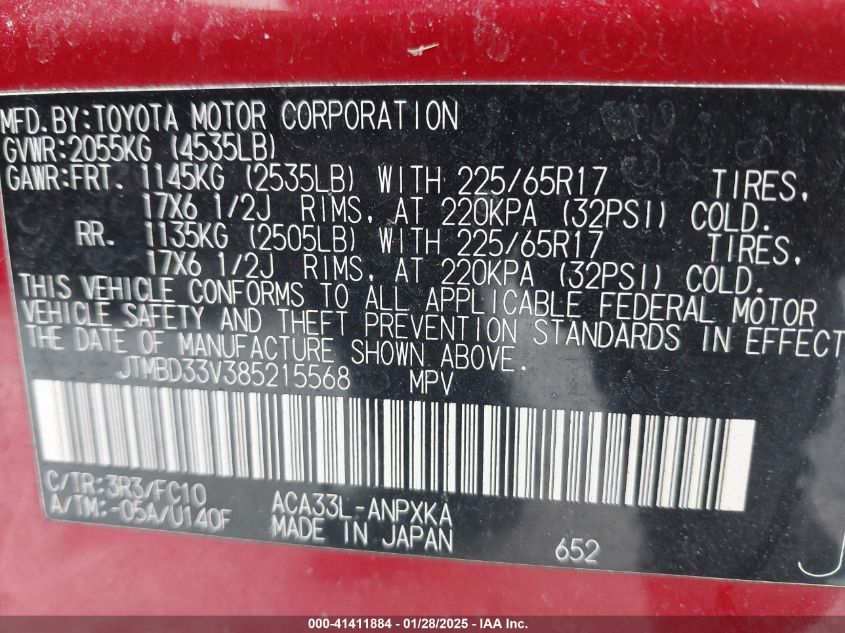 MFD.BY:TOYOTA MOTOR CORPORATION
GVWR:2055KG (4535LB)
GAWR:FRT. 1145KG (2535LB) WITH 225/65R17 TIRES,
17X6 1/2J RIMS, AT 220KPA (32PSI) COLD.
RR. 1135KG (2505LB) WITH 225/65R17 TIRES,
17X6 1/2J RIMS, AT 220KPA (32PSI) COLD.
THIS VEHICLE CONFORMS TO ALL APPLICABLE FEDERAL MOTOR
VEHICLE SAFETY AND THEFT PREVENTION STANDARDS IN EFFECT
THE DATE OF MANUFACTURE SHOWN ABOVE.
JTMBD33V385215568 MPV
C/TR:3R3/FC10
A/TM:-05A/U140F
ACA33L-ANPXKA
MADE IN JAPAN
652
J
000-41411884 - 01/28/2025 - IAA Inc.